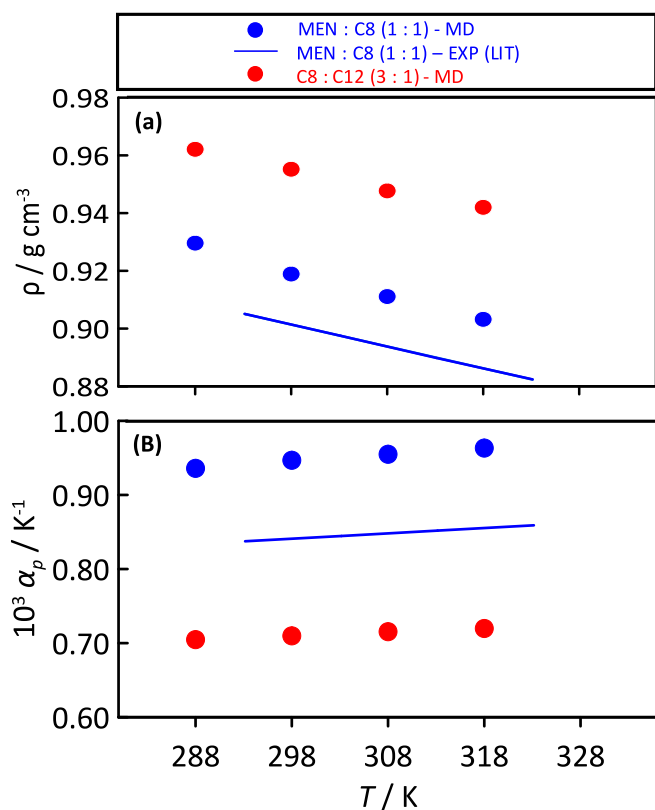 MEN : C8 (1 : 1) - MD
MEN : C8 (1 : 1) – EXP (LIT)
C8 : C12 (3 : 1) - MD
(a)
ρ / g cm-3
0.98
0.96
0.94
0.92
0.90
0.88
(B)
10³ αp / K-1
1.00
0.90
0.80
0.70
0.60
288 298 308 318 328
T / K